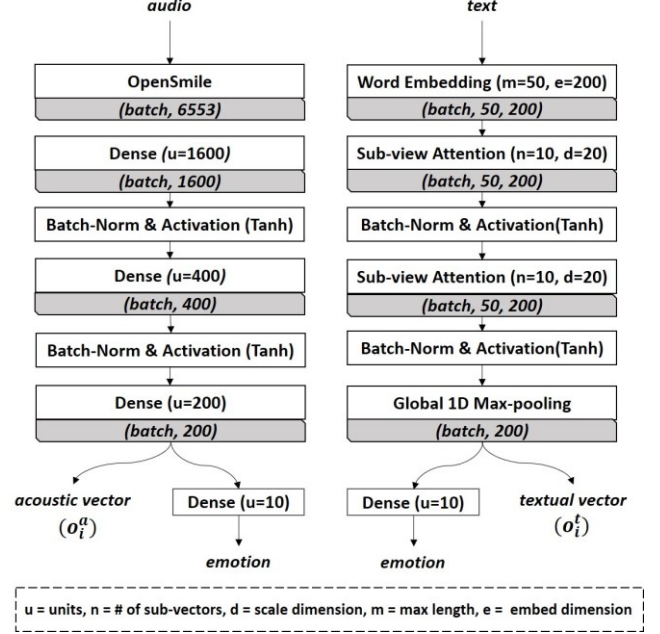 audio
OpenSmile
(batch, 6553)
Dense (u=1600)
(batch, 1600)
Batch-Norm & Activation (Tanh)
Dense (u=400)
(batch, 400)
Batch-Norm & Activation (Tanh)
Dense (u=200)
(batch, 200)
acoustic vector
(o_i^a)
Dense (u=10)
emotion
text
Word Embedding (m=50, e=200)
(batch, 50, 200)
Sub-view Attention (n=10, d=20)
(batch, 50, 200)
Batch-Norm & Activation(Tanh)
Sub-view Attention (n=10, d=20)
(batch, 50, 200)
Batch-Norm & Activation(Tanh)
Global 1D Max-pooling
(batch, 200)
Dense (u=10)
emotion
textual vector
(o_i^t)
u = units, n = # of sub-vectors, d = scale dimension, m = max length, e = embed dimension